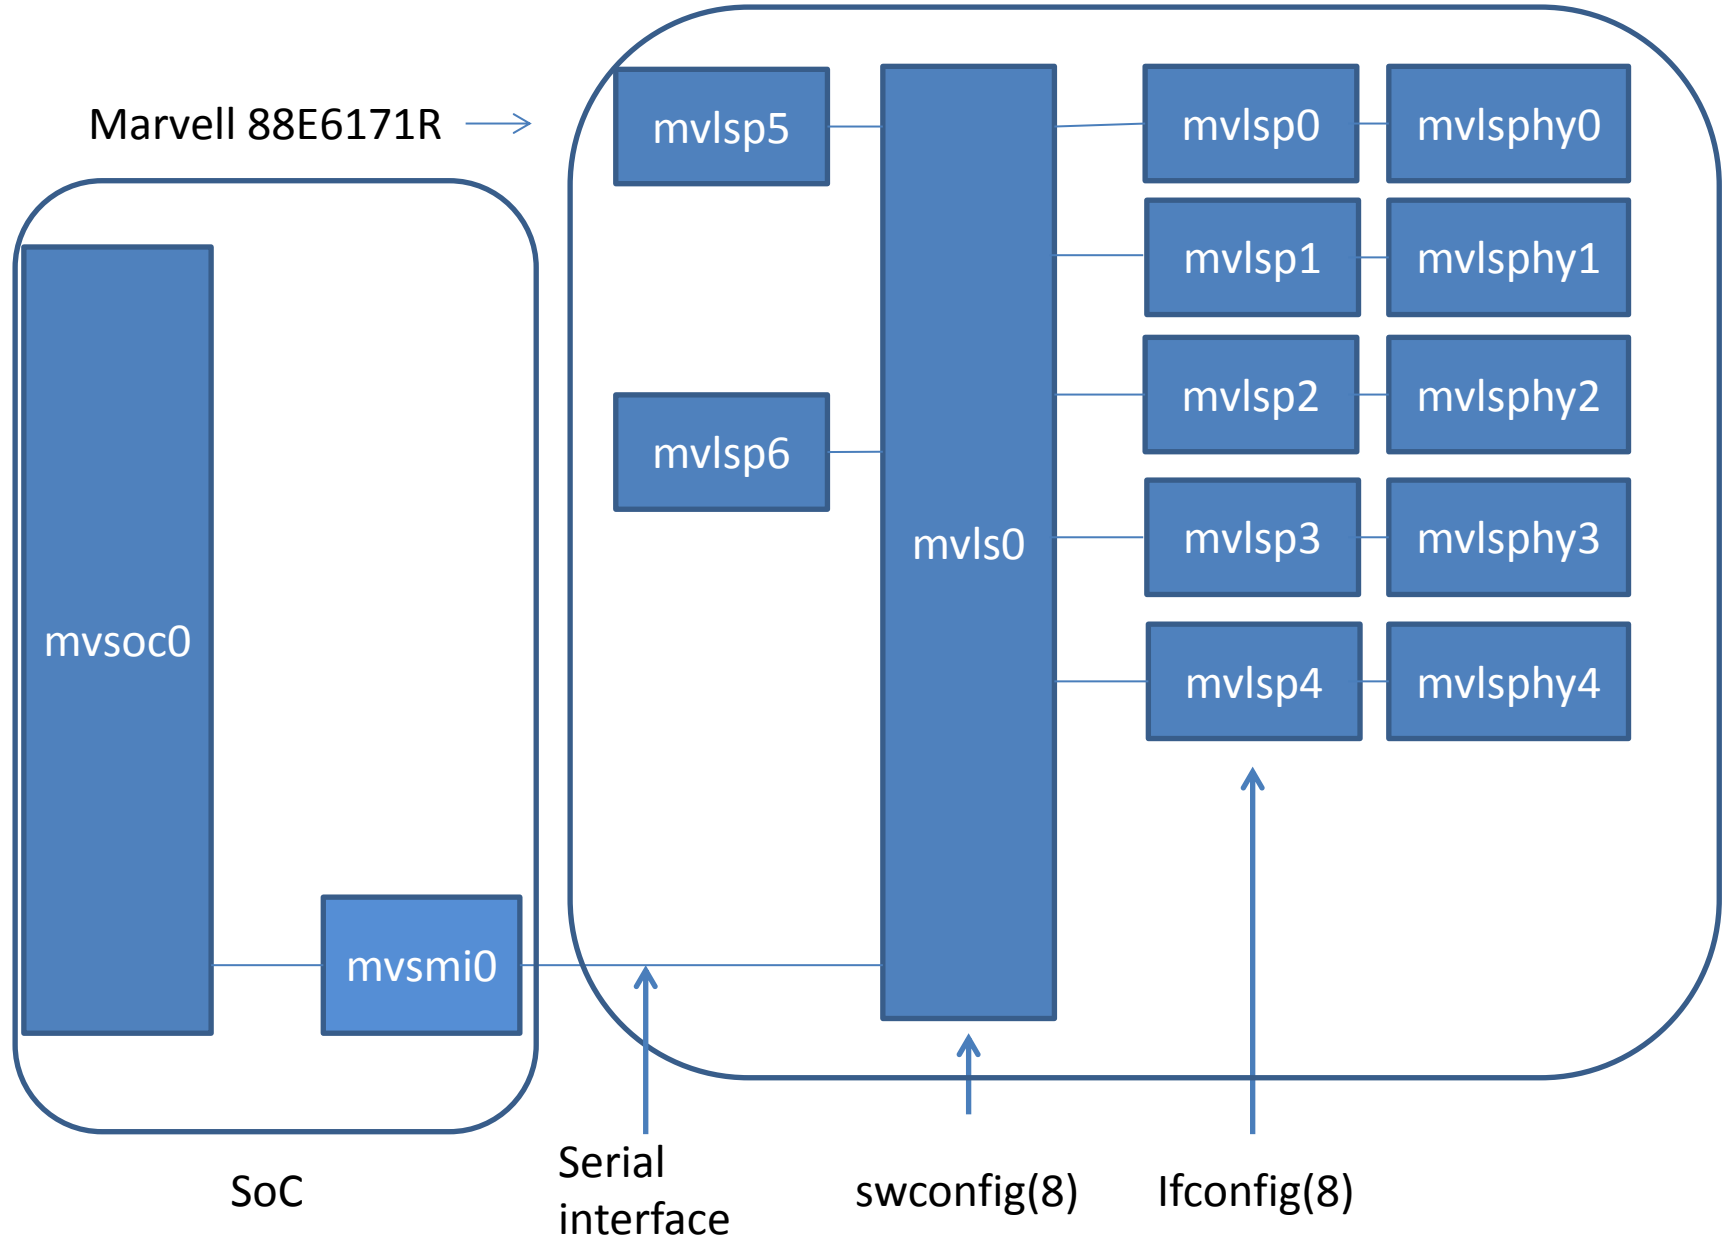 Marvell 88E6171R
mvlsp5
mvlsp0
mvlsphy0
mvlsp1
mvlsphy1
mvlsp2
mvlsphy2
mvlsp6
mvls0
mvlsp3
mvlsphy3
mvsoc0
mvlsp4
mvlsphy4
mvsmi0
SoC
Serial
interface
swconfig(8)
Ifconfig(8)